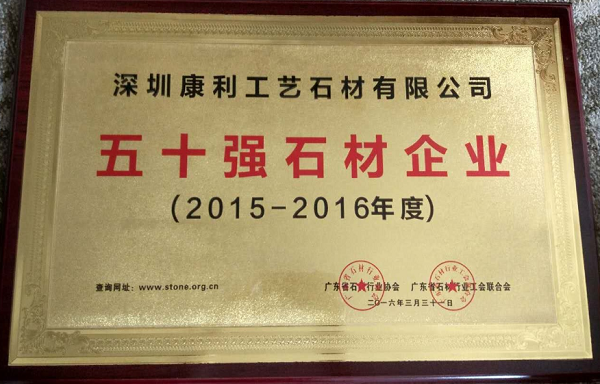 深圳康利工艺石材有限公司
五十强石材企业
(2015-2016年度)
查询网址：www.stone.org.cn
广东省石材行业协会 广东省石材行业工会联合会
二〇一六年三月三十一日